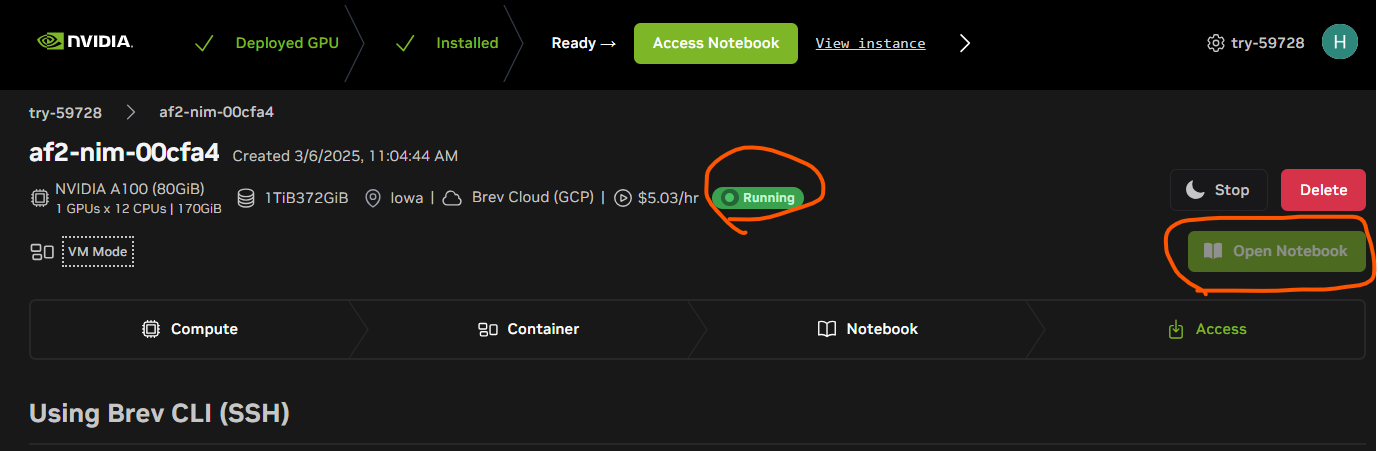 NVIDIA. Deployed GPU Installed Ready → Access Notebook View instance try-59728 H
try-59728 af2-nim-00cfa4
af2-nim-00cfa4 Created 3/6/2025, 11:04:44 AM
NVIDIA A100 (80GiB)
1 GPUs x 12 CPUs | 170GiB
1TiB372GiB Iowa | Brev Cloud (GCP) | $5.03/hr Running
Stop Delete
VM Mode
Open Notebook
Compute Container Notebook Access
Using Brev CLI (SSH)